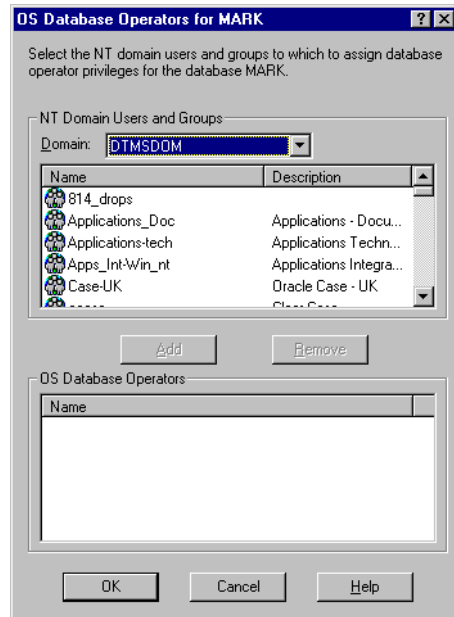 OS Database Operators for MARK
Select the NT domain users and groups to which to assign database
operator privileges for the database MARK.
NT Domain Users and Groups
Domain: DTMSDOM
Name Description
814_drops
Applications_Doc Applications - Docu...
Applications-tech Applications Techn...
Apps_Int-Win_nt Applications Integra...
Case-UK Oracle Case - UK
Add Remove
OS Database Operators
Name
OK Cancel Help